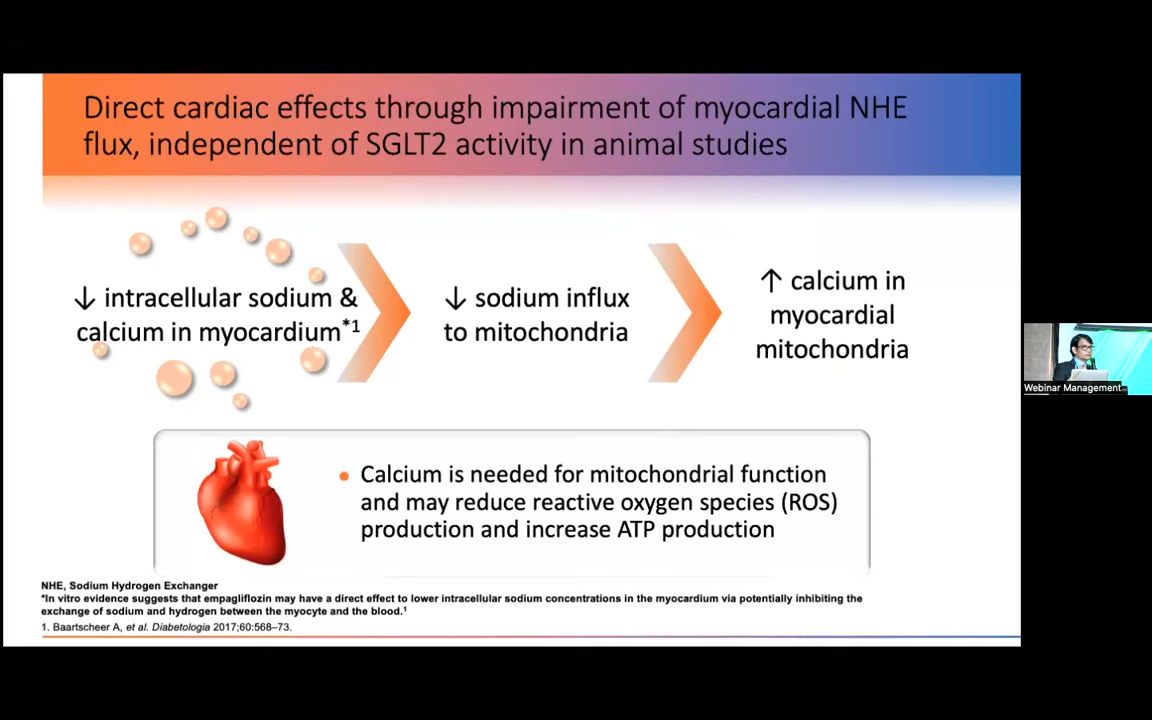 Direct cardiac effects through impairment of myocardial NHE
flux, independent of SGLT2 activity in animal studies
↓ intracellular sodium &
calcium in myocardium*1
↓ sodium influx
to mitochondria
↑ calcium in
myocardial
mitochondria
• Calcium is needed for mitochondrial function
and may reduce reactive oxygen species (ROS)
production and increase ATP production
NHE, Sodium Hydrogen Exchanger
*In vitro evidence suggests that empagliflozin may have a direct effect to lower intracellular sodium concentrations in the myocardium via potentially inhibiting the
exchange of sodium and hydrogen between the myocyte and the blood.1
1. Baartscheer A, et al. Diabetologia 2017;60:568–73.
Webinar Management...